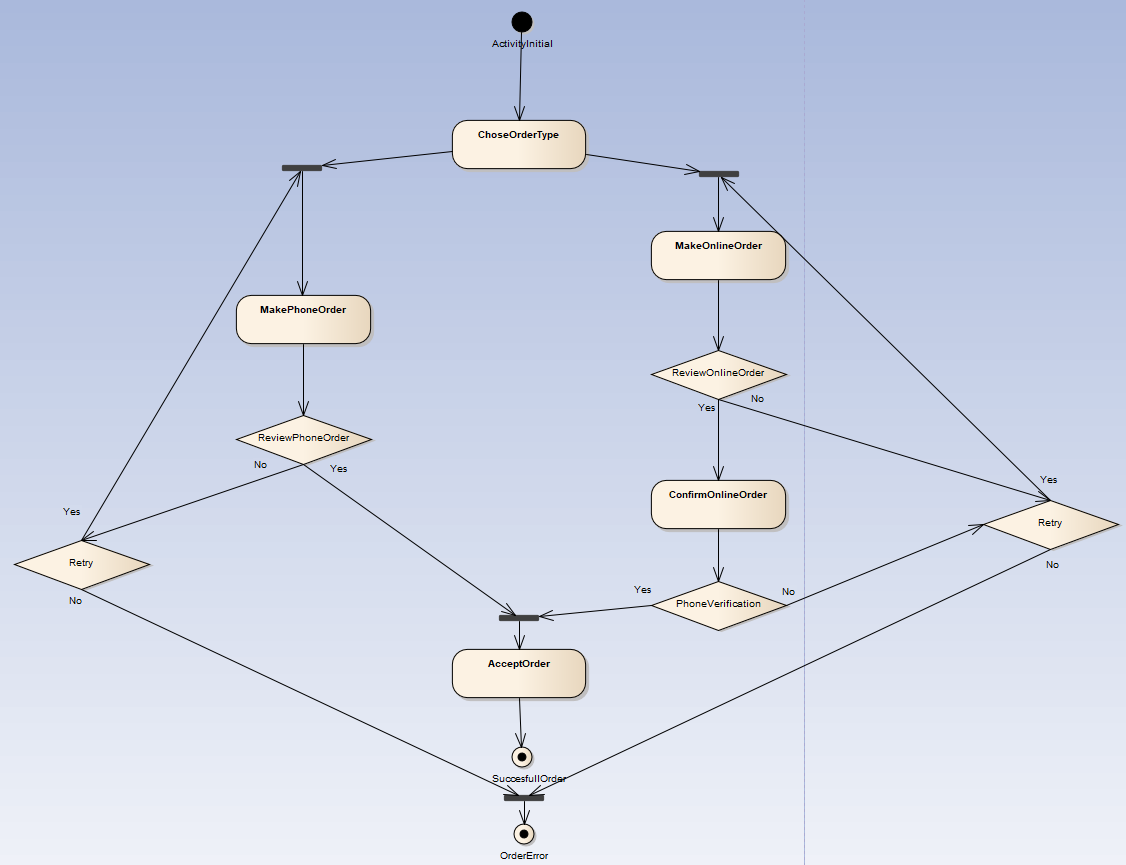 ActivityInitial
ChoseOrderType
MakeOnlineOrder
MakePhoneOrder
ReviewOnlineOrder
Yes
No
ReviewPhoneOrder
No
Yes
Yes
Retry
No
ConfirmOnlineOrder
Yes
Retry
No
PhoneVerification
Yes
No
AcceptOrder
SuccesfullOrder
OrderError